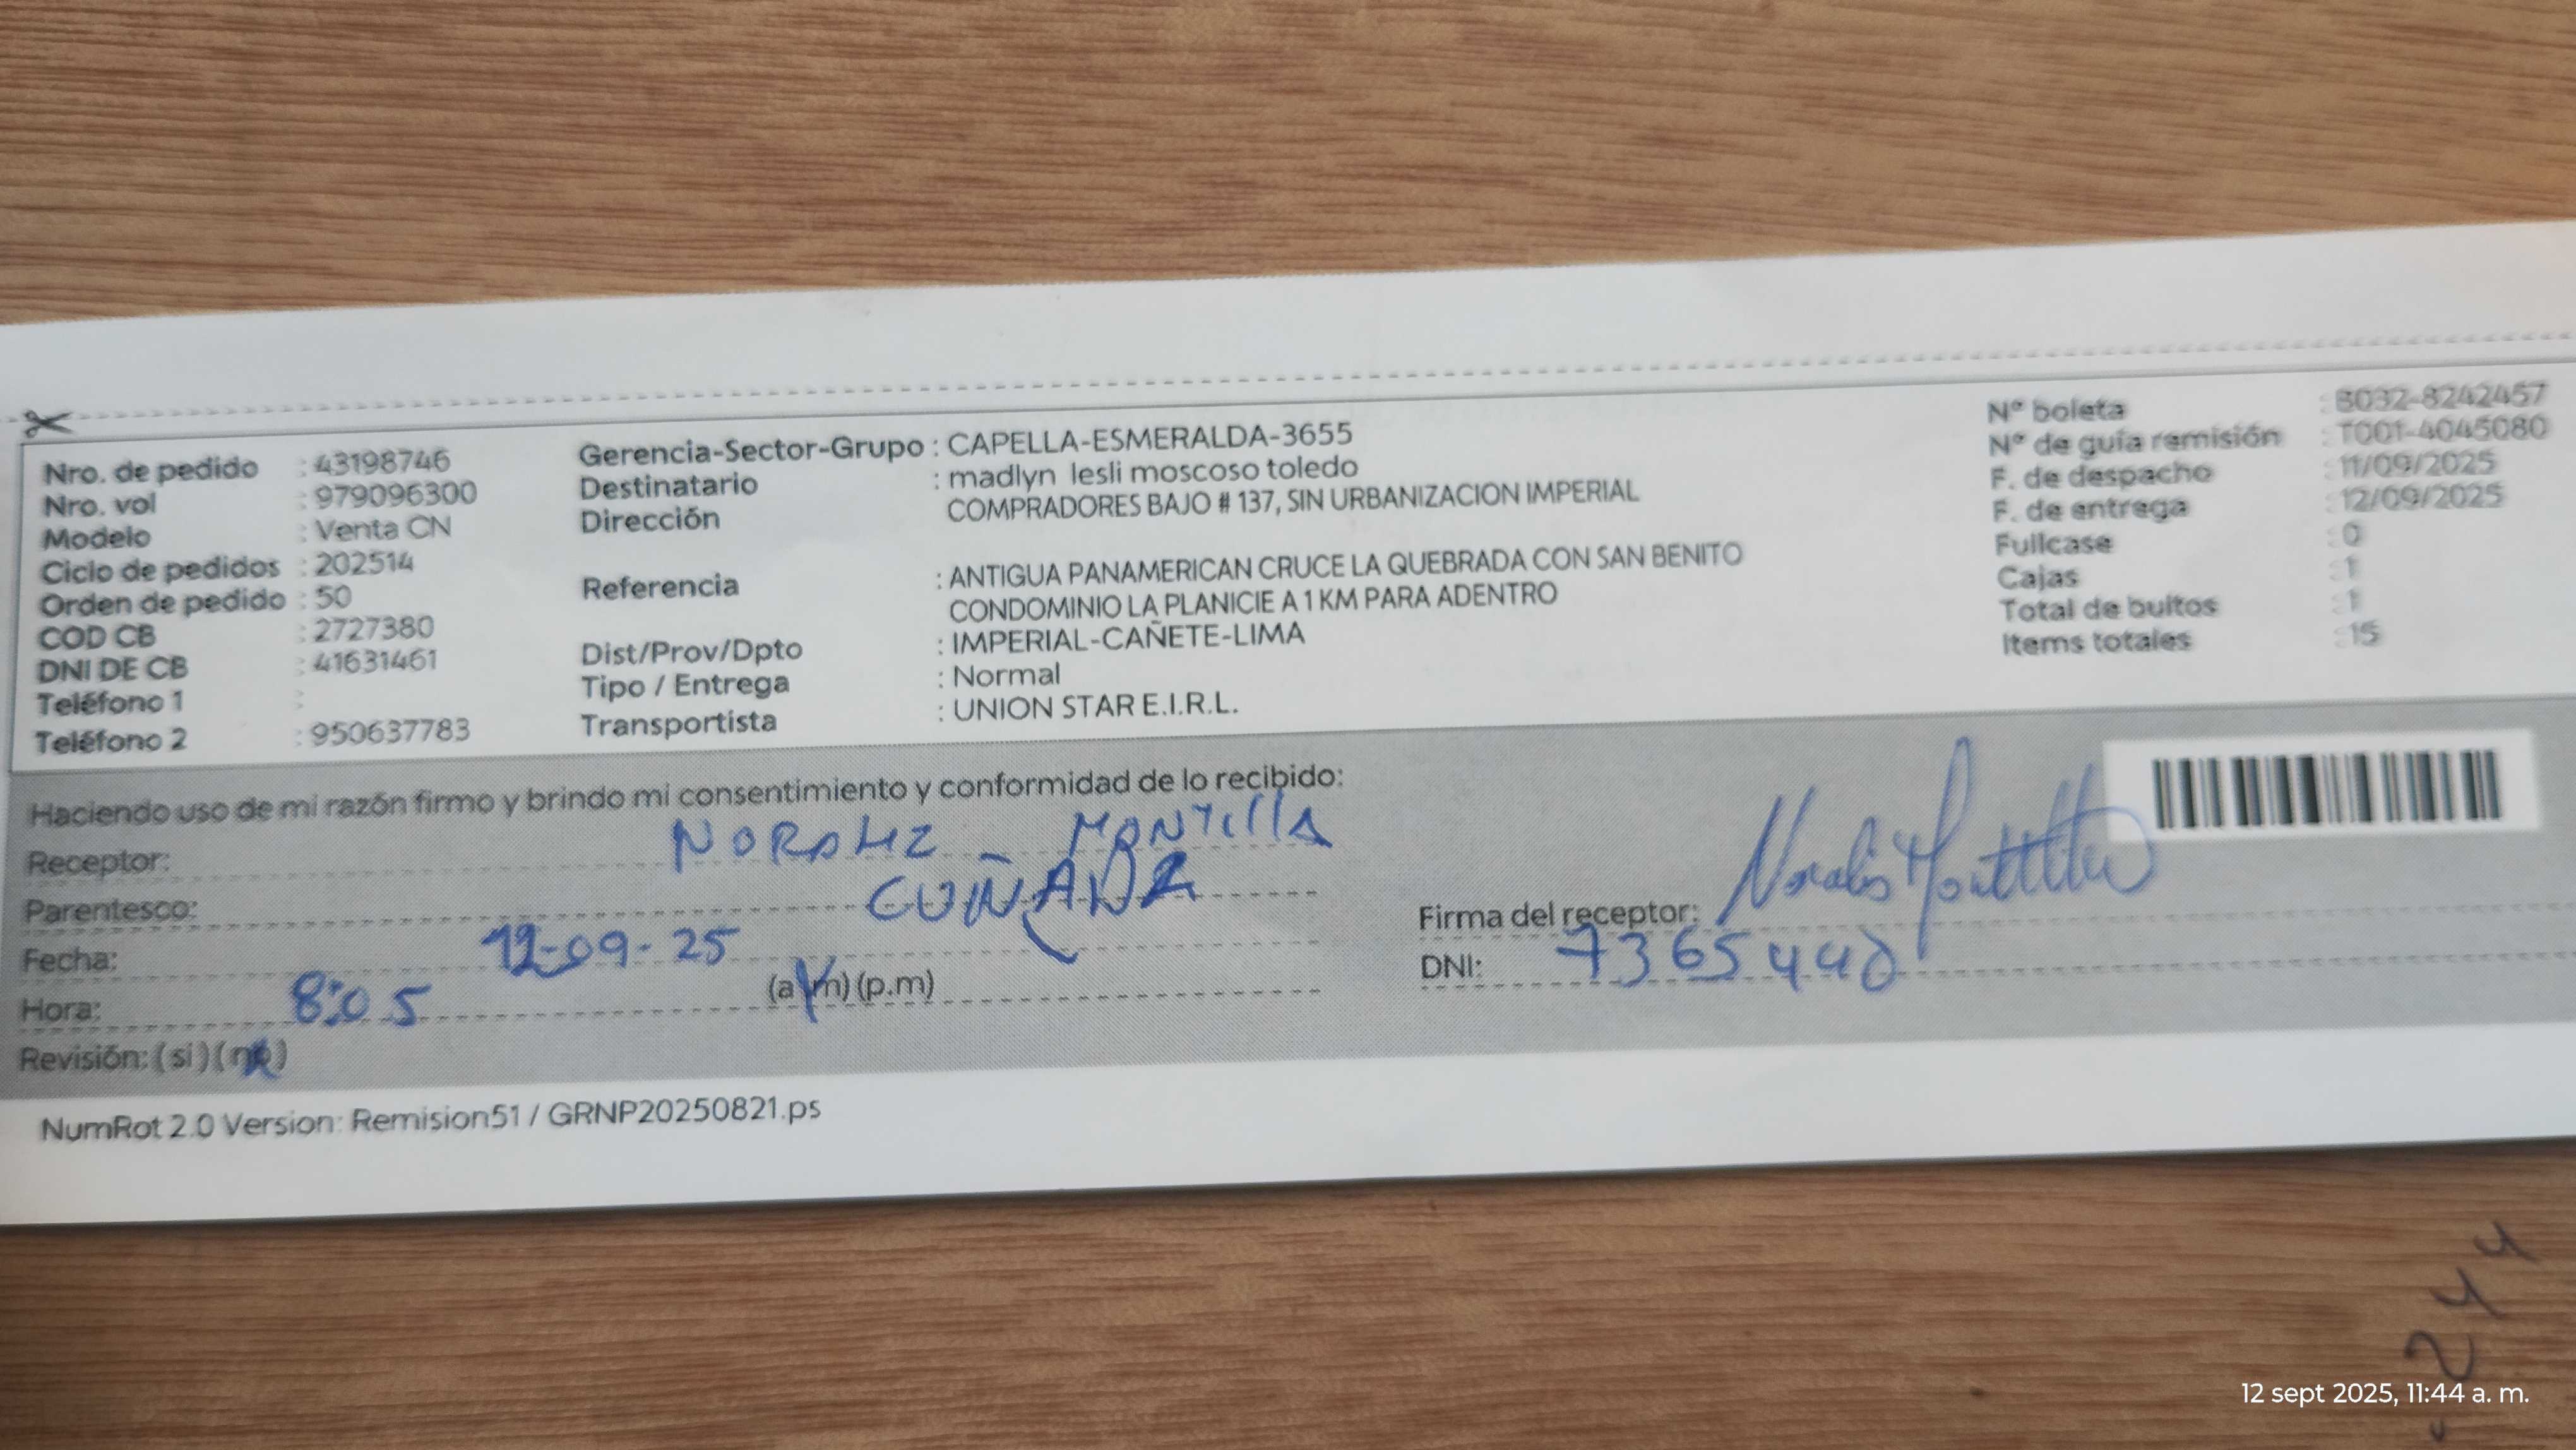 Nro. de pedido : 43198746
Nro. vol : 979096300
Modelo : Venta CN
Ciclo de pedidos : 202514
Orden de pedido : 50
COD CB : 2727380
DNI DE CB : 41631461
Teléfono 1 :
Teléfono 2 : 950637783
Gerencia-Sector-Grupo : CAPELLA-ESMERALDA-3655
Destinatario : madlyn lesli moscoso toledo
Dirección COMPRADORES BAJO # 137, SIN URBANIZACION IMPERIAL
Referencia : ANTIGUA PANAMERICAN CRUCE LA QUEBRADA CON SAN BENITO
CONDOMINIO LA PLANICIE A 1 KM PARA ADENTRO
Dist/Prov/Dpto : IMPERIAL-CAÑETE-LIMA
Tipo / Entrega : Normal
Transportista : UNION STAR E.I.R.L.
Nº boleta : B032-8242457
Nº de guía remisión : T001-4045080
F. de despacho : 11/09/2025
F. de entrega : 12/09/2025
Fullcase : 0
Cajas : 1
Total de bultos : 1
Items totales : 15
Haciendo uso de mi razón firmo y brindo mi consentimiento y conformidad de lo recibido:
Receptor: MONTILLA
Parentesco: CUÑADA
Fecha: 12-09-25
Hora: 8:05 (a.m) (p.m)
Revisión: (si) (no)
Firma del receptor:
DNI: 73654440
NumRot 2.0 Version: Remision51 / GRNP20250821.ps
244
12 sept 2025, 11:44 a. m.